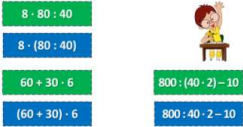 8 · 80 : 40
8 · (80 : 40)
60 + 30 · 6
800 : (40 · 2) – 10
(60 + 30) · 6
800 : 40 · 2 – 10